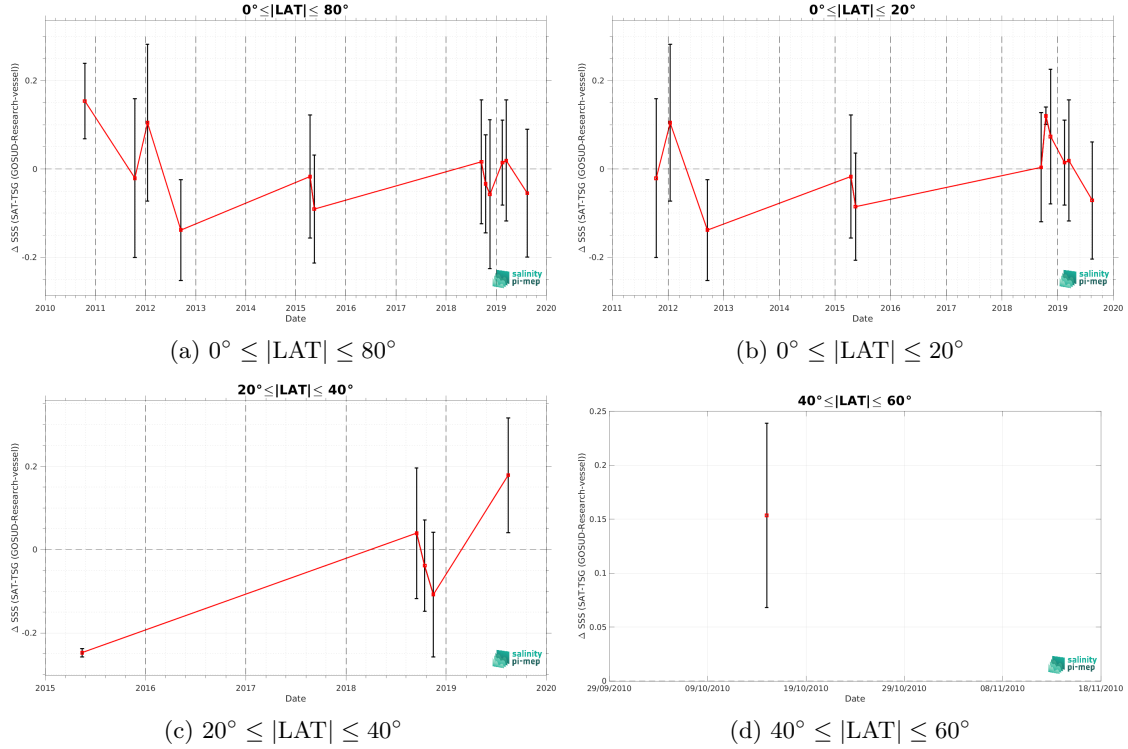 0°≤|LAT|≤ 80°
Δ SSS (SAT-TSG (GOSUD-Research-vessel))
0.2
0
-0.2
2010 2011 2012 2013 2014 2015 2016 2017 2018 2019 2020
Date
salinity
pi-mep
(a) 0° ≤ |LAT| ≤ 80°
0°≤|LAT|≤ 20°
Δ SSS (SAT-TSG (GOSUD-Research-vessel))
0.2
0
-0.2
2011 2012 2013 2014 2015 2016 2017 2018 2019 2020
Date
salinity
pi-mep
(b) 0° ≤ |LAT| ≤ 20°
20°≤|LAT|≤ 40°
Δ SSS (SAT-TSG (GOSUD-Research-vessel))
0.2
0
-0.2
2015 2016 2017 2018 2019 2020
Date
salinity
pi-mep
(c) 20° ≤ |LAT| ≤ 40°
40°≤|LAT|≤ 60°
Δ SSS (SAT-TSG (GOSUD-Research-vessel))
0.25
0.2
0.15
0.1
0.05
0
29/09/2010 09/10/2010 19/10/2010 29/10/2010 08/11/2010 18/11/2010
Date
salinity
pi-mep
(d) 40° ≤ |LAT| ≤ 60°